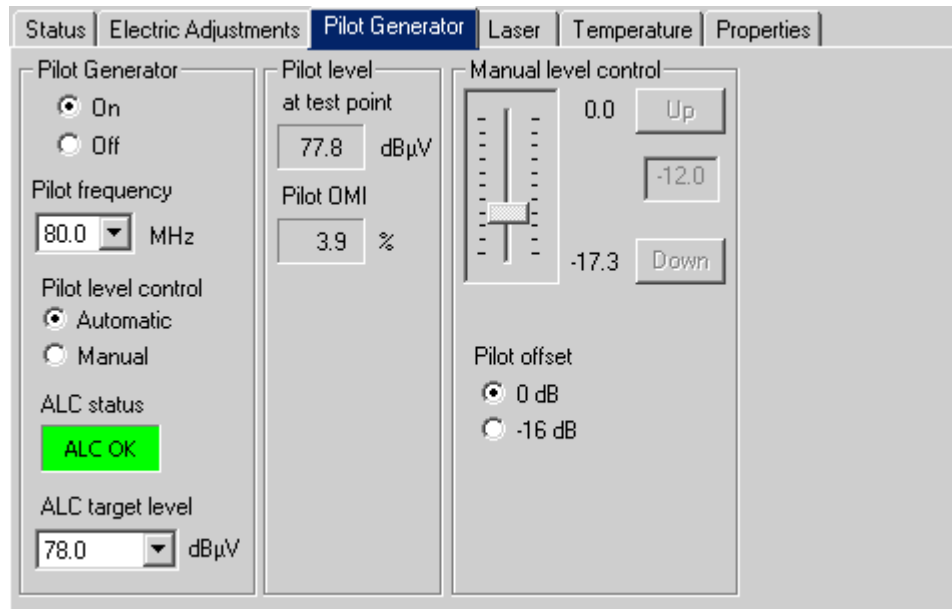 Status Electric Adjustments Pilot Generator Laser Temperature Properties
Pilot Generator
On
Off
Pilot frequency
80.0 MHz
Pilot level control
Automatic
Manual
ALC status
ALC OK
ALC target level
78.0 dBµV
Pilot level
at test point
77.8 dBµV
Pilot OMI
3.9 %
Manual level control
0.0 Up
-12.0
-17.3 Down
Pilot offset
0 dB
-16 dB